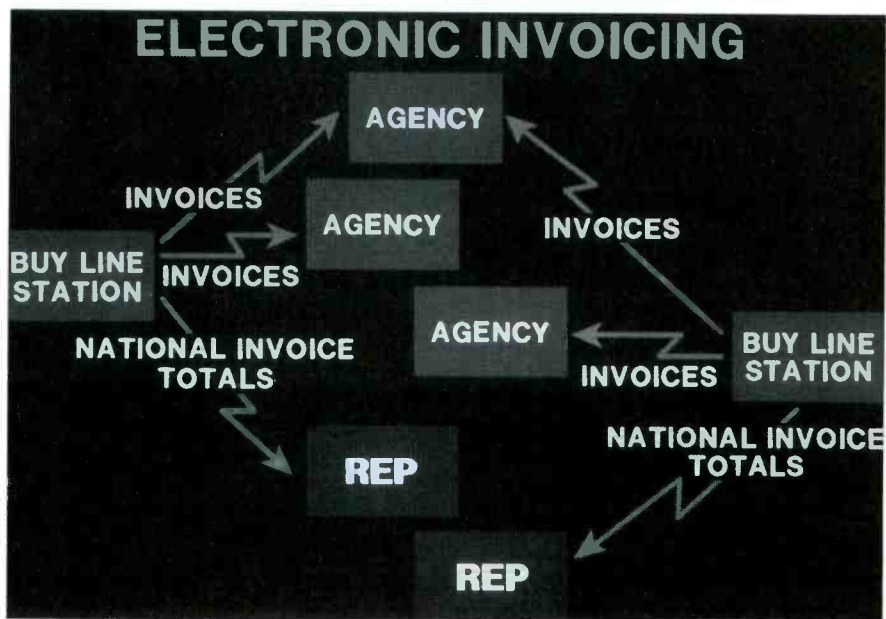 ELECTRONIC INVOICING
AGENCY
INVOICES
AGENCY
INVOICES
BUY LINE
STATION
INVOICES
AGENCY
BUY LINE
STATION
INVOICES
NATIONAL INVOICE
TOTALS
NATIONAL INVOICE
TOTALS
REP
REP